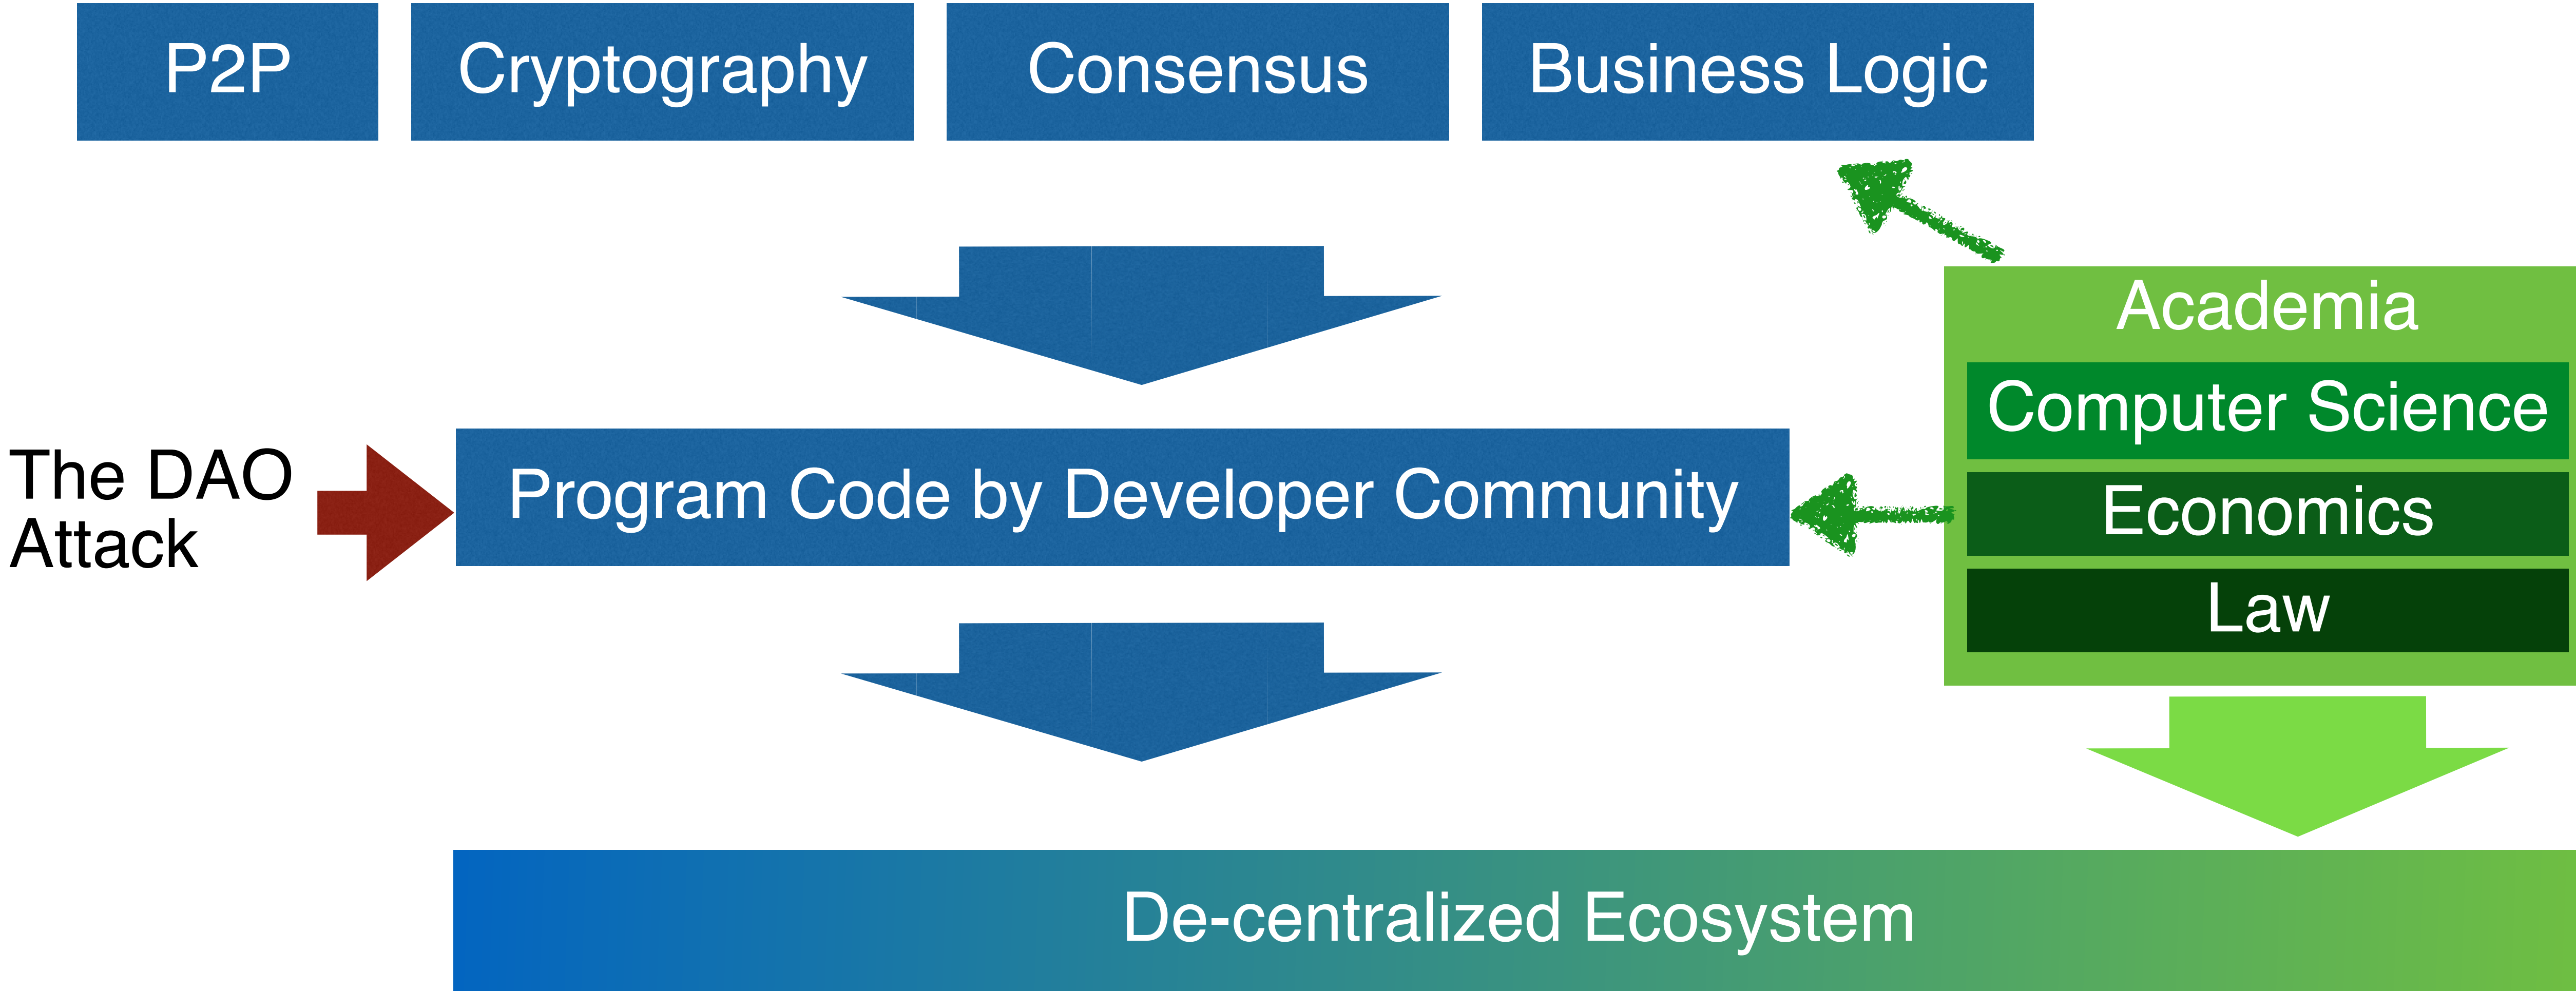 P2P
Cryptography
Consensus
Business Logic
Academia
Computer Science
Economics
Law
The DAO
Attack
Program Code by Developer Community
De-centralized Ecosystem